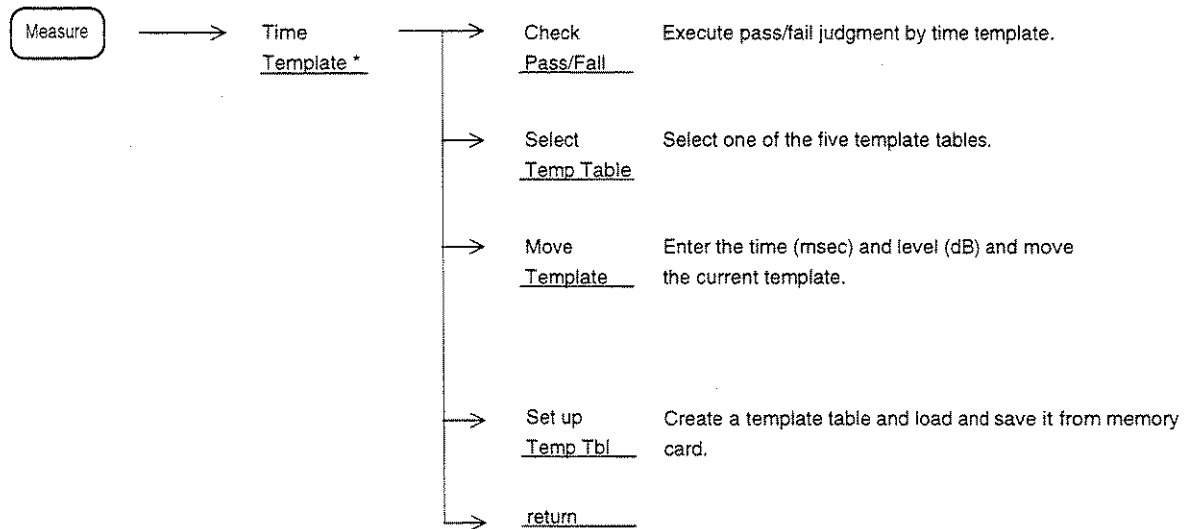 Measure
Time
Template *
Check
Pass/Fail
Execute pass/fail judgment by time template.
Select
Temp Table
Select one of the five template tables.
Move
Template
Enter the time (msec) and level (dB) and move
the current template.
Set up
Temp Tbl
Create a template table and load and save it from memory
card.
return